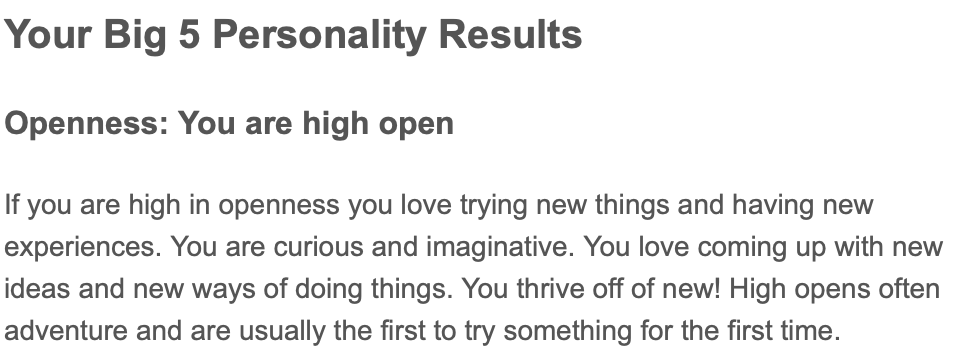 Your Big 5 Personality Results
Openness: You are high open
If you are high in openness you love trying new things and having new
experiences. You are curious and imaginative. You love coming up with new
ideas and new ways of doing things. You thrive off of new! High opens often
adventure and are usually the first to try something for the first time.